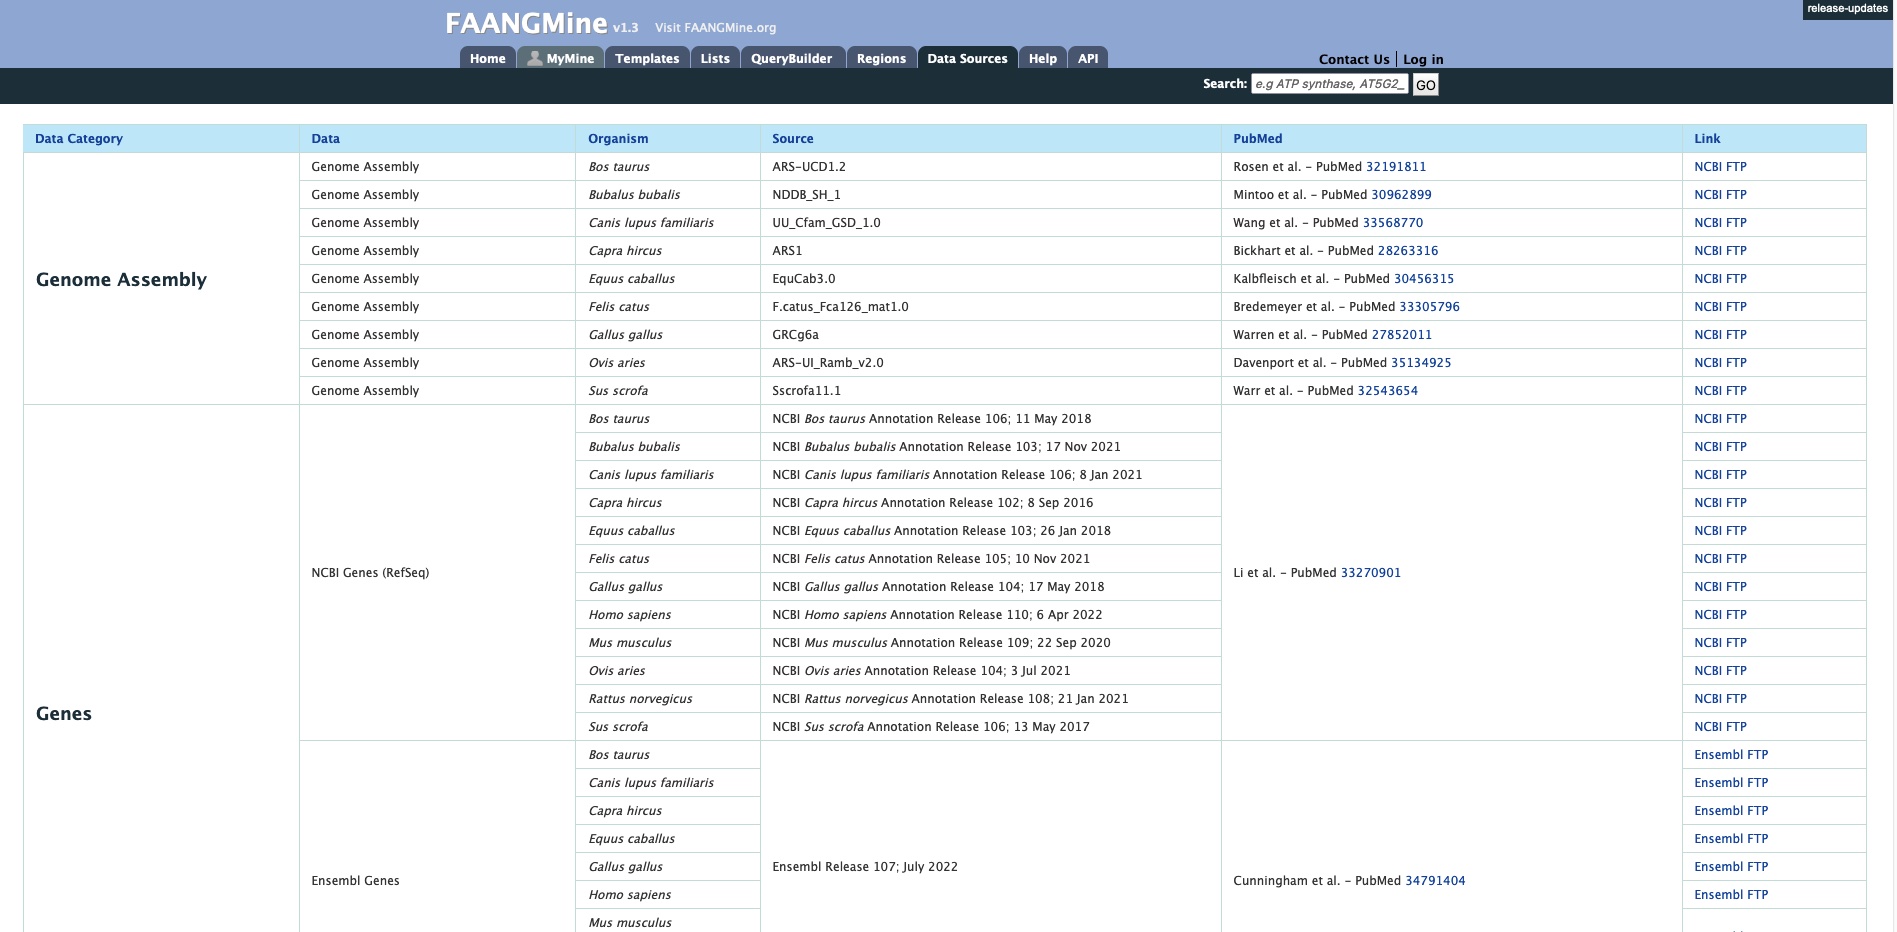 release-updates
FAANGMine v1.3 Visit FAANGMine.org
Home MyMine Templates Lists QueryBuilder Regions Data Sources Help API Contact Us | Log in
Search: e.g ATP synthase, AT5G2_ GO
Data Category Data Organism Source PubMed Link
Genome Assembly
Genome Assembly Bos taurus ARS-UCD1.2 Rosen et al. - PubMed 32191811 NCBI FTP
Genome Assembly Bubalus bubalis NDDB_SH_1 Mintoo et al. - PubMed 30962899 NCBI FTP
Genome Assembly Canis lupus familiaris UU_Cfam_GSD_1.0 Wang et al. - PubMed 33568770 NCBI FTP
Genome Assembly Capra hircus ARS1 Bickhart et al. - PubMed 28263316 NCBI FTP
Genome Assembly Equus caballus EquCab3.0 Kalbfleisch et al. - PubMed 30456315 NCBI FTP
Genome Assembly Felis catus F.catus_Fca126_mat1.0 Bredemeyer et al. - PubMed 33305796 NCBI FTP
Genome Assembly Gallus gallus GRCg6a Warren et al. - PubMed 27852011 NCBI FTP
Genome Assembly Ovis aries ARS-UI_Ramb_v2.0 Davenport et al. - PubMed 35134925 NCBI FTP
Genome Assembly Sus scrofa Sscrofa11.1 Warr et al. - PubMed 32543654 NCBI FTP
Genes
NCBI Genes (RefSeq)
Bos taurus NCBI Bos taurus Annotation Release 106; 11 May 2018 NCBI FTP
Bubalus bubalis NCBI Bubalus bubalis Annotation Release 103; 17 Nov 2021 NCBI FTP
Canis lupus familiaris NCBI Canis lupus familiaris Annotation Release 106; 8 Jan 2021 NCBI FTP
Capra hircus NCBI Capra hircus Annotation Release 102; 8 Sep 2016 NCBI FTP
Equus caballus NCBI Equus caballus Annotation Release 103; 26 Jan 2018 NCBI FTP
Felis catus NCBI Felis catus Annotation Release 105; 10 Nov 2021 NCBI FTP
Li et al. - PubMed 33270901
Gallus gallus NCBI Gallus gallus Annotation Release 104; 17 May 2018 NCBI FTP
Homo sapiens NCBI Homo sapiens Annotation Release 110; 6 Apr 2022 NCBI FTP
Mus musculus NCBI Mus musculus Annotation Release 109; 22 Sep 2020 NCBI FTP
Ovis aries NCBI Ovis aries Annotation Release 104; 3 Jul 2021 NCBI FTP
Rattus norvegicus NCBI Rattus norvegicus Annotation Release 108; 21 Jan 2021 NCBI FTP
Sus scrofa NCBI Sus scrofa Annotation Release 106; 13 May 2017 NCBI FTP
Ensembl Genes
Bos taurus Ensembl FTP
Canis lupus familiaris Ensembl FTP
Capra hircus Ensembl FTP
Equus caballus Ensembl FTP
Gallus gallus Ensembl Release 107; July 2022 Ensembl FTP
Cunningham et al. - PubMed 34791404
Homo sapiens Ensembl FTP
Mus musculus